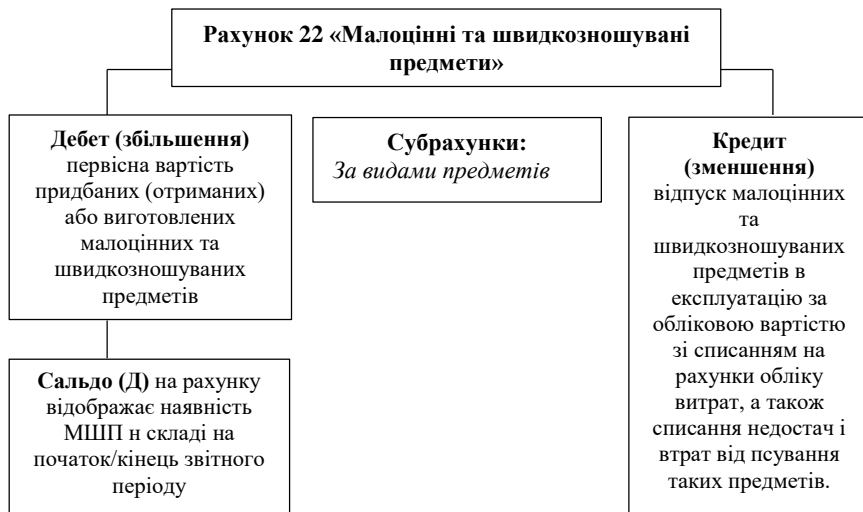 Рахунок 22 «Малоцінні та швидкозношувані
предмети»
Дебет (збільшення)
первісна вартість
придбаних (отриманих)
або виготовлених
малоцінних та
швидкозношуваних
предметів
Субрахунки:
За видами предметів
Кредит
(зменшення)
відпуск малоцінних
та
швидкозношуваних
предметів в
експлуатацію за
обліковою вартістю
зі списанням на
рахунки обліку
витрат, а також
списання недостач і
втрат від псування
таких предметів.
Сальдо (Д) на рахунку
відображає наявність
МШП н складі на
початок/кінець звітного
періоду